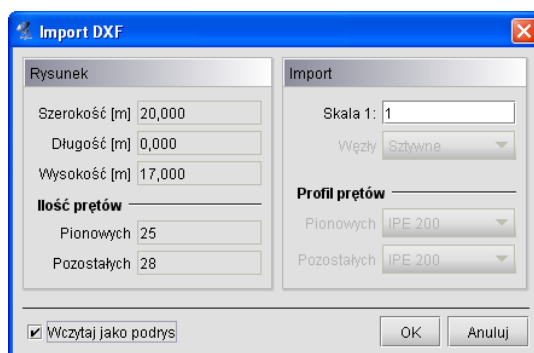 Import DXF
Rysunek
Szerokość [m] 20,000
Długość [m] 0,000
Wysokość [m] 17,000
Ilość prętów
Pionowych 25
Pozostałych 28
Import
Skala 1: 1
Węzły Sztywne
Profil prętów
Pionowych IPE 200
Pozostałych IPE 200
Wczytaj jako podrys
OK Anuluj